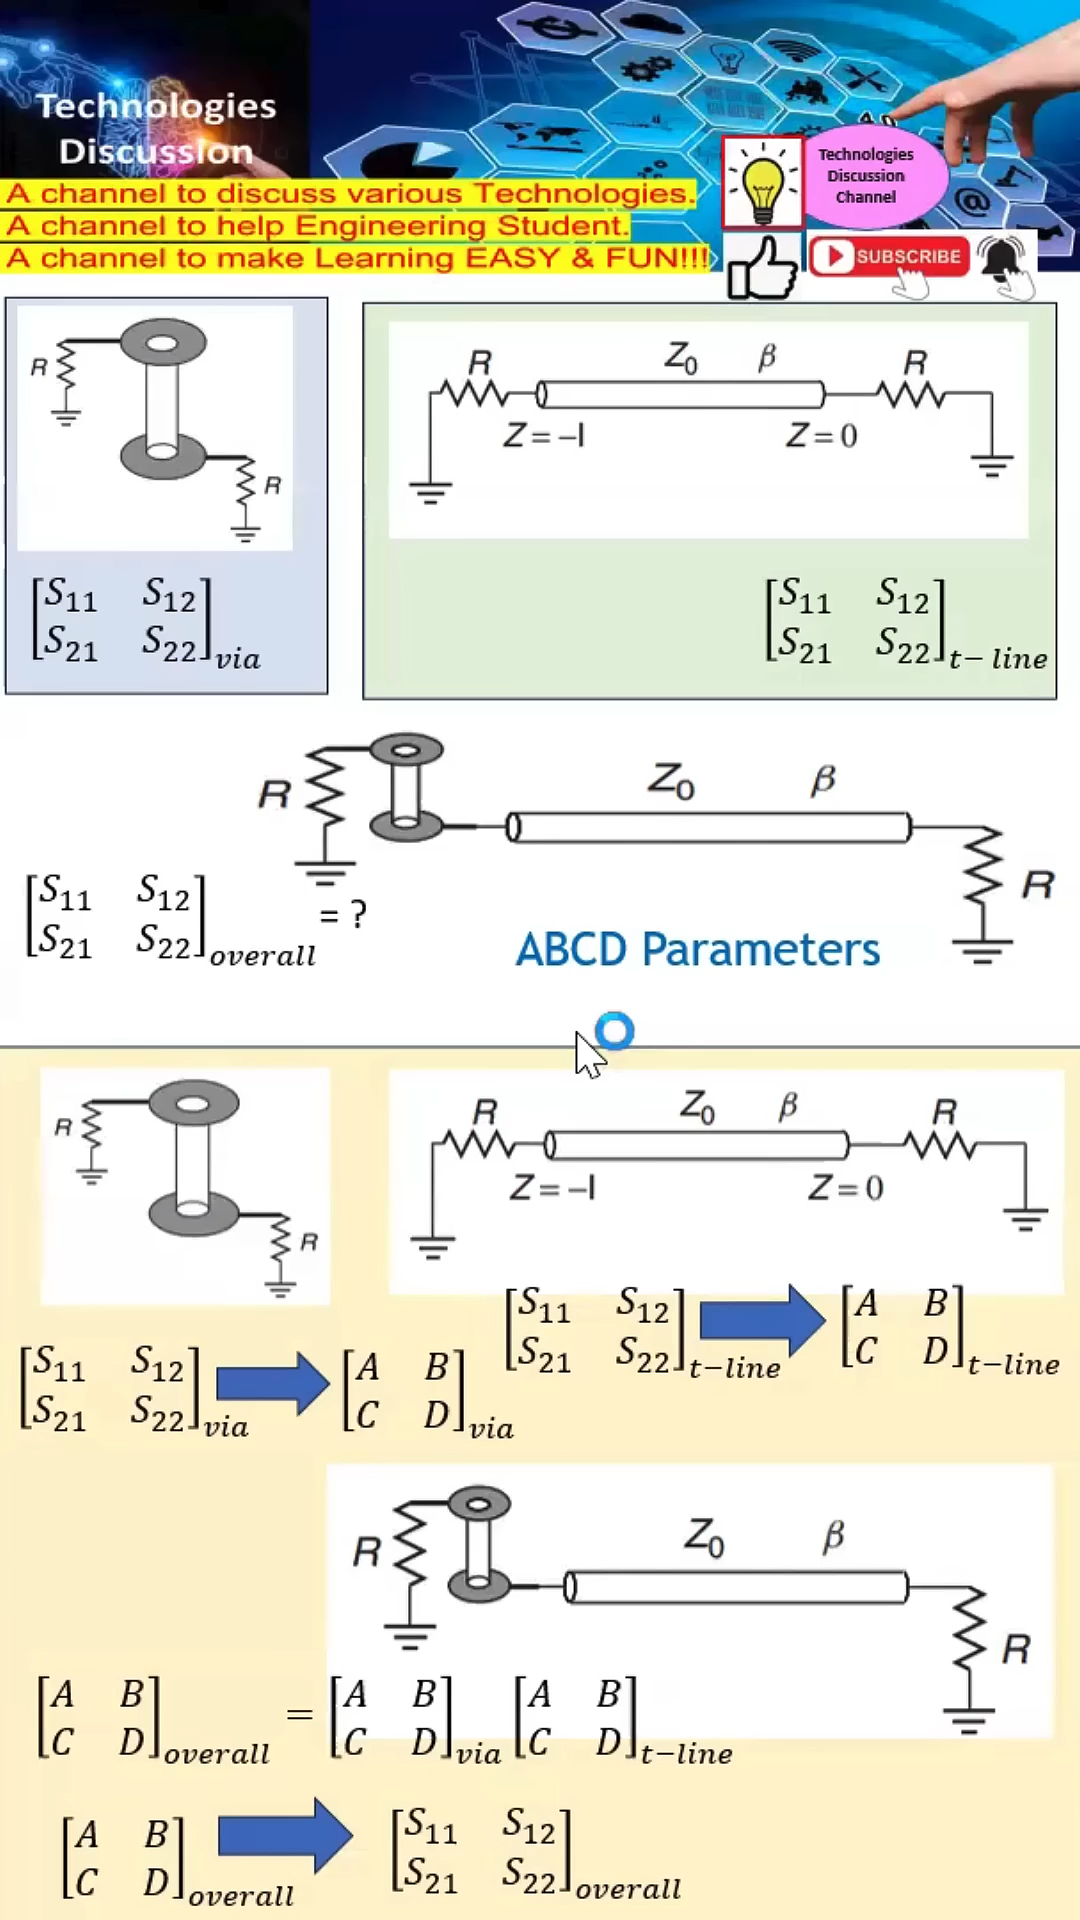 Technologies
Discussion
A channel to discuss various Technologies.
A channel to help Engineering Student.
A channel to make Learning EASY & FUN!!!
Technologies
Discussion
Channel
SUBSCRIBE
R
R
[S11 S12
S21 S22]via
R Z0 β R
Z = –l Z = 0
[S11 S12
S21 S22]t− line
R Z0 β
R
[S11 S12
S21 S22]overall = ?
ABCD Parameters
R
R
R Z0 β R
Z = –l Z = 0
[S11 S12
S21 S22]t−line
[A B
C D]t−line
[S11 S12
S21 S22]via
[A B
C D]via
R Z0 β
R
[A B
C D]overall = [A B
C D]via [A B
C D]t−line
[A B
C D]overall
[S11 S12
S21 S22]overall